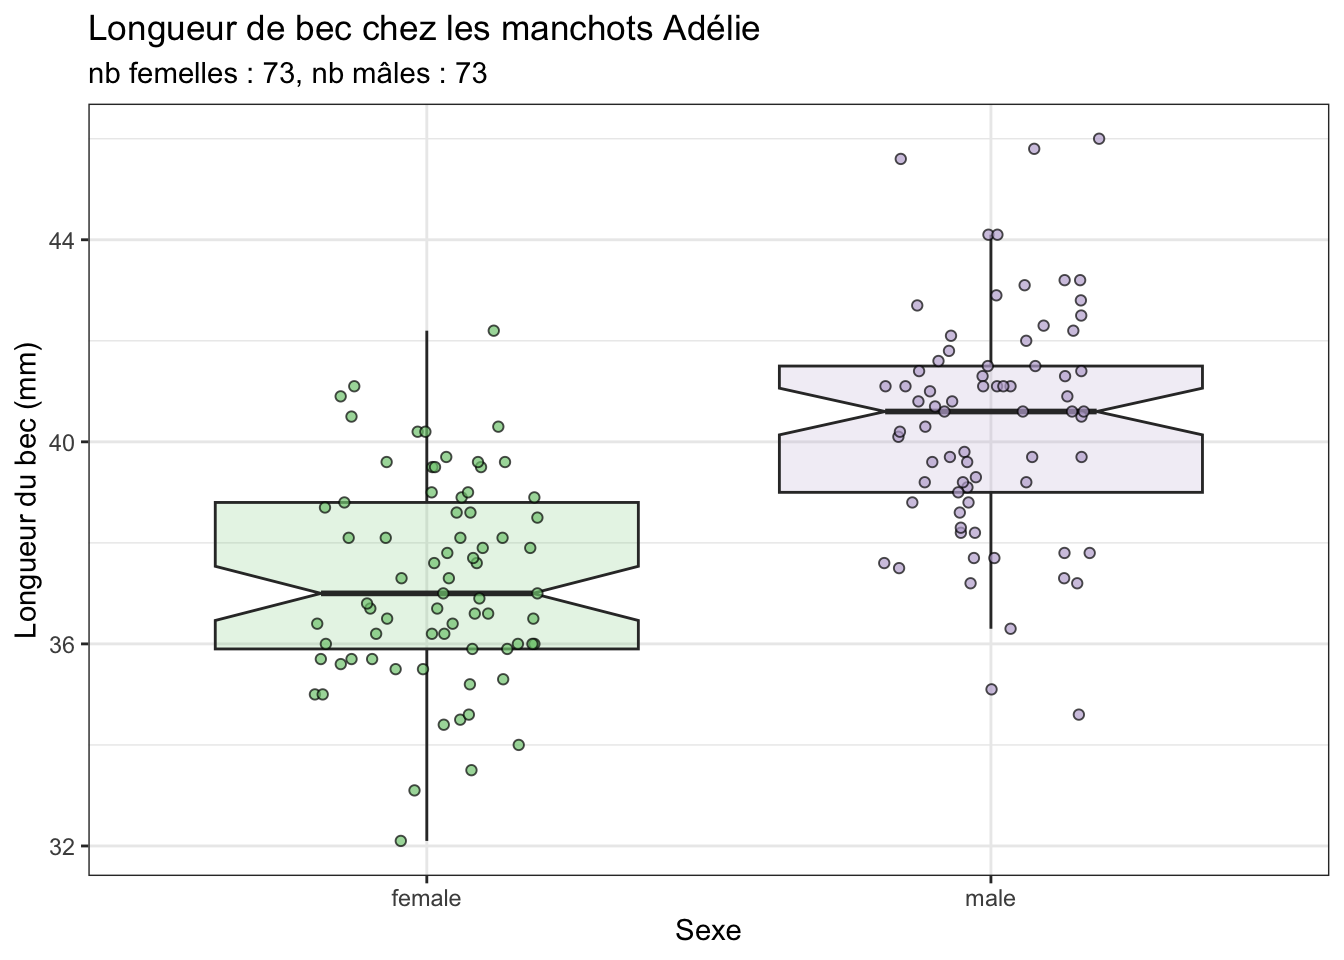 Longueur de bec chez les manchots Adélie
nb femelles : 73, nb mâles : 73
Longueur du bec (mm)
44
40
36
32
female
male
Sexe